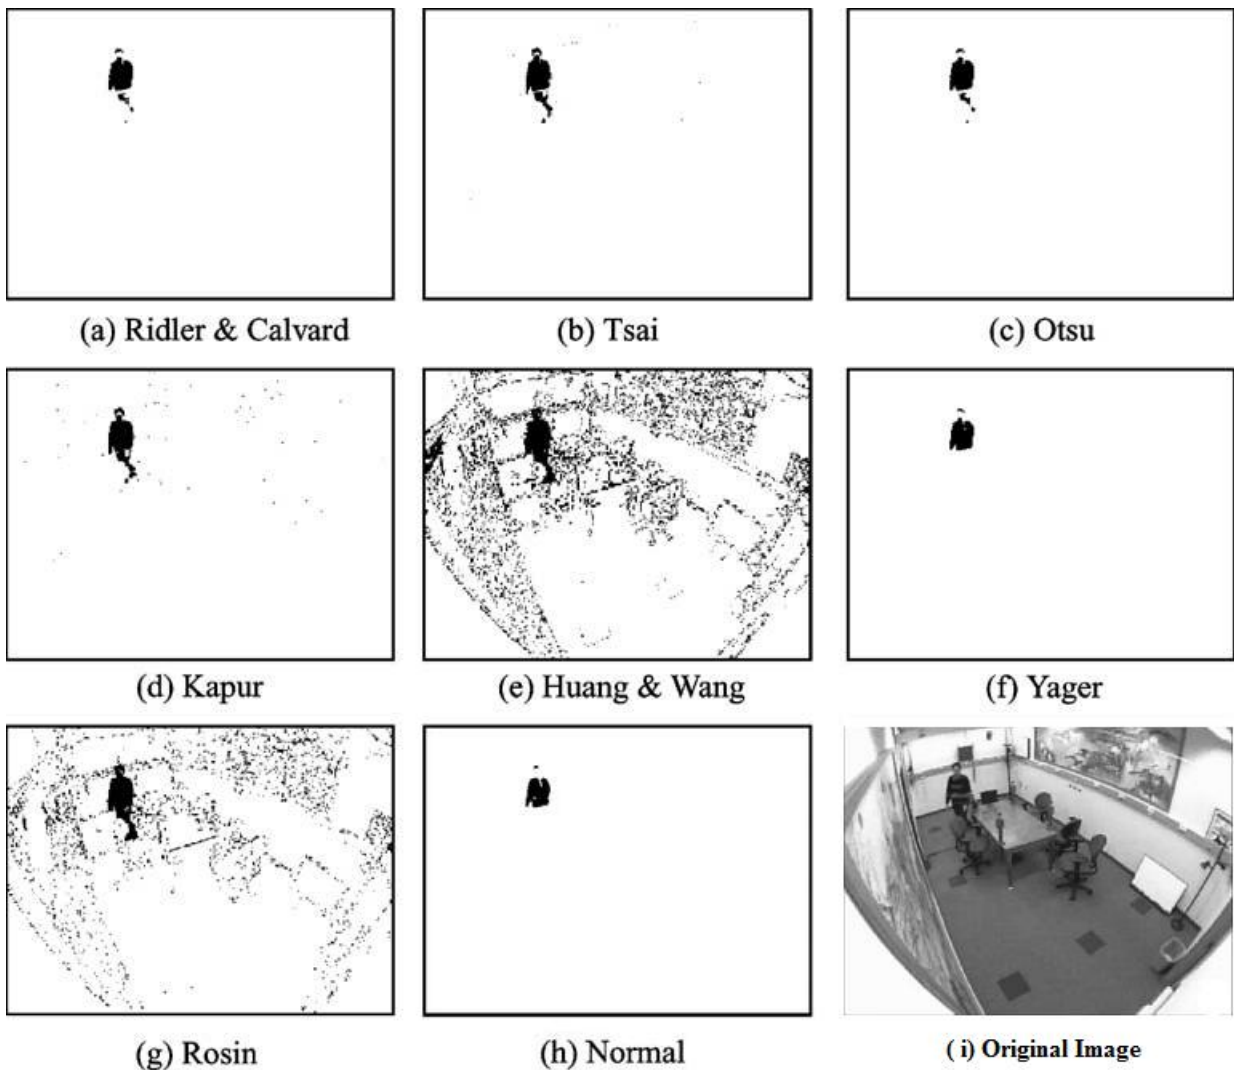 (a) Ridler & Calvard
(b) Tsai
(c) Otsu
(d) Kapur
(e) Huang & Wang
(f) Yager
(g) Rosin
(h) Normal
( i) Original Image